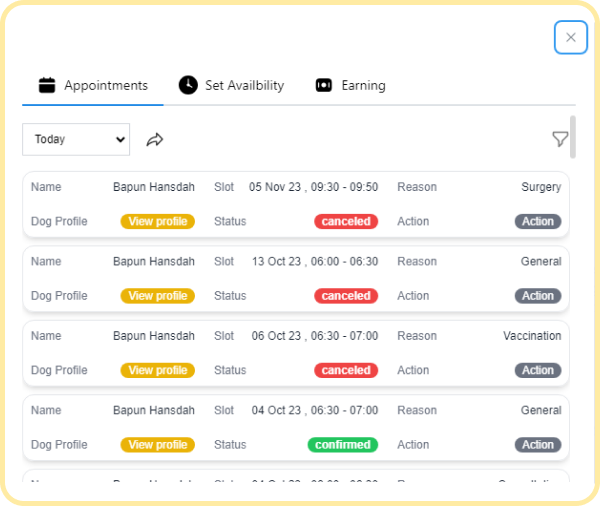 Appointments Set Availbility Earning
Today
Name Bapun Hansdah Slot 05 Nov 23 , 09:30 - 09:50 Reason Surgery
Dog Profile View profile Status canceled Action Action
Name Bapun Hansdah Slot 13 Oct 23 , 06:00 - 06:30 Reason General
Dog Profile View profile Status canceled Action Action
Name Bapun Hansdah Slot 06 Oct 23 , 06:30 - 07:00 Reason Vaccination
Dog Profile View profile Status canceled Action Action
Name Bapun Hansdah Slot 04 Oct 23 , 06:30 - 07:00 Reason General
Dog Profile View profile Status confirmed Action Action